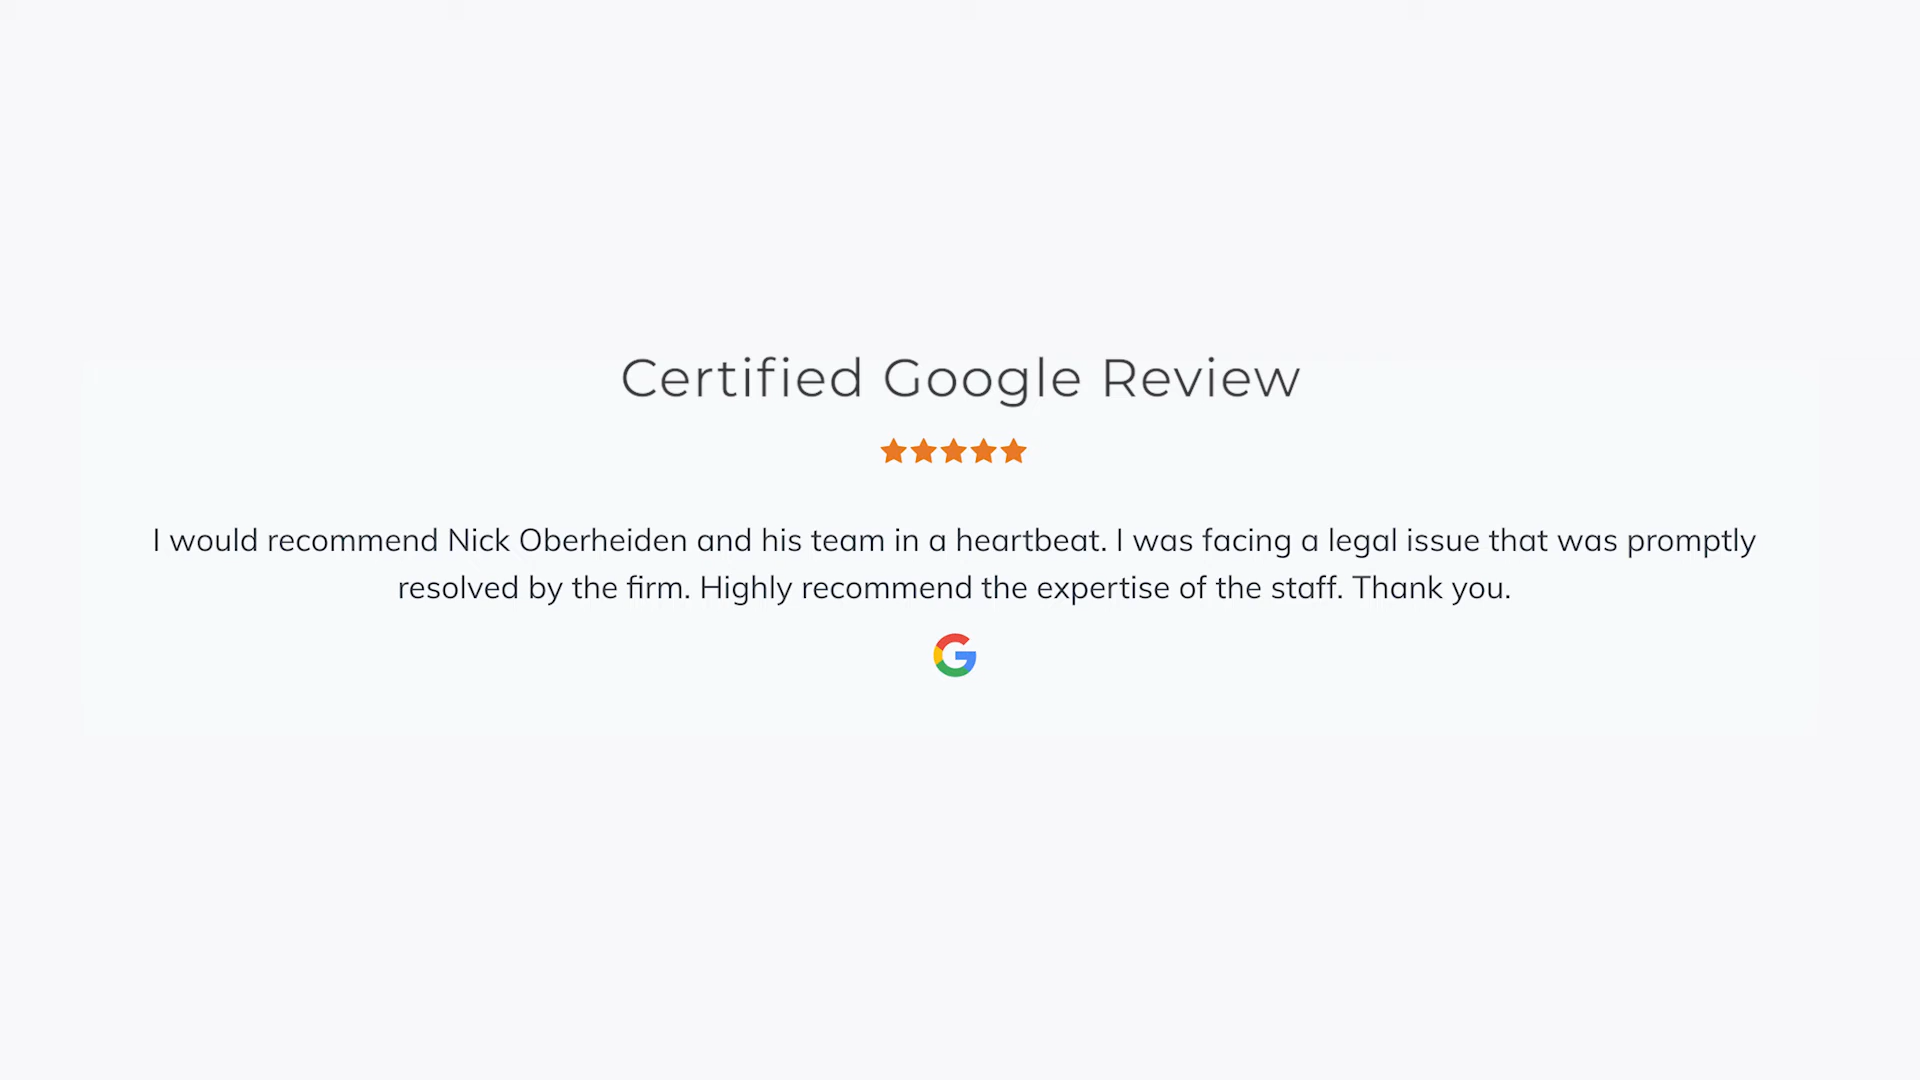 Certified Google Review
I would recommend Nick Oberheiden and his team in a heartbeat. I was facing a legal issue that was promptly
resolved by the firm. Highly recommend the expertise of the staff. Thank you.